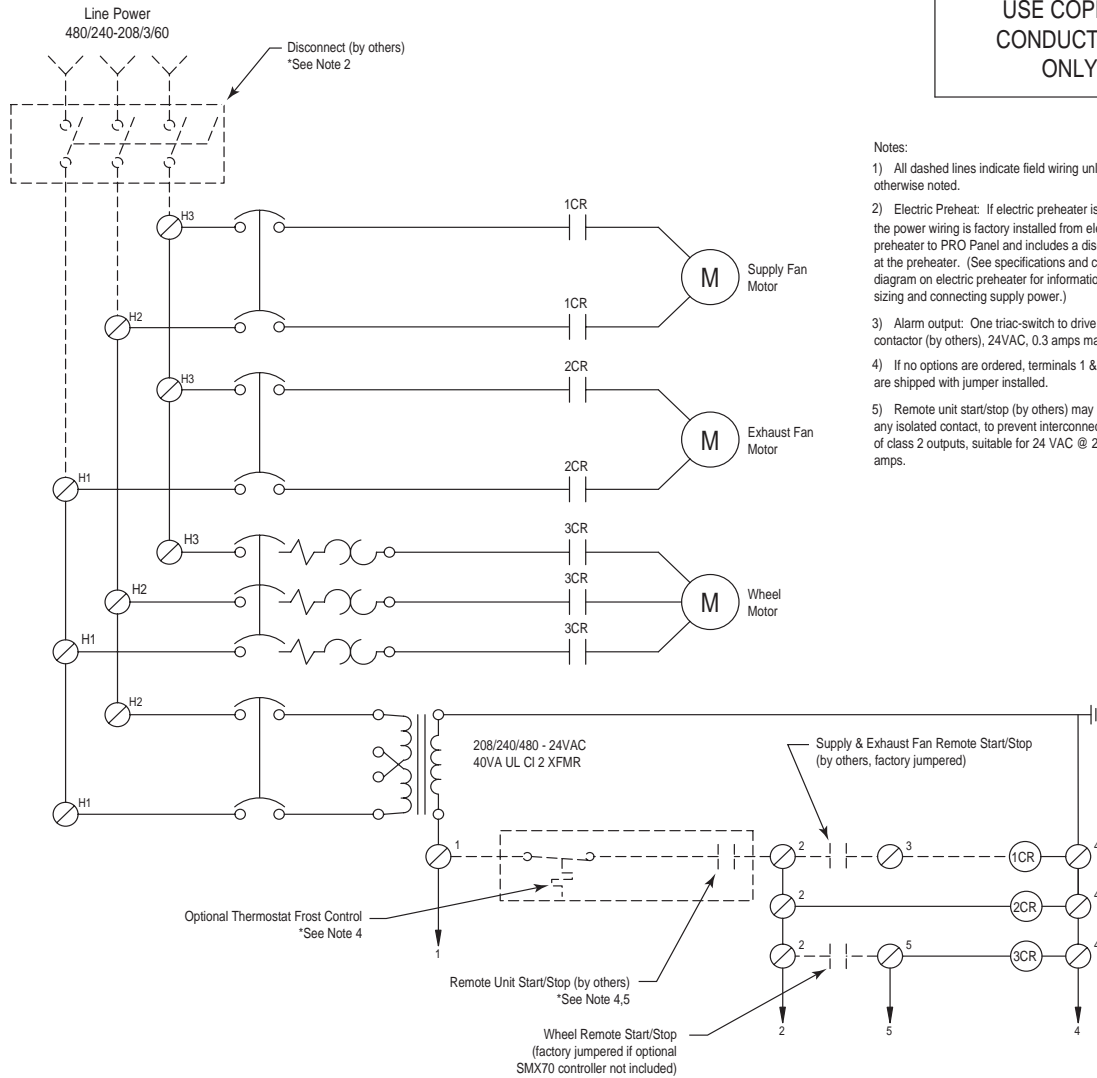 Line Power
480/240-208/3/60
Disconnect (by others)
*See Note 2
USE
ONLY
Notes:
1) All dashed lines indicate field wiring
otherwise noted.
2) Electric Preheat: If electric preheater is
the power wiring is factory installed from
preheater to PRO Panel and includes a
at the preheater. (See specifications and
diagram on electric preheater for
sizing and connecting supply power.)
3) Alarm output: One triac-switch to drive
contactor (by others), 24VAC, 0.3 amps
4) If no options are ordered, terminals 1 &
are shipped with jumper installed.
5) Remote unit start/stop (by others) may
any isolated contact, to prevent
of class 2 outputs, suitable for 24 VAC @
amps.
H3
1CR
Supply Fan
Motor
M
H2
1CR
H3
2CR
Exhaust Fan
Motor
M
H1
2CR
H3
3CR
H2
3CR
M
Wheel
Motor
H1
3CR
H2
208/240/480 - 24VAC
40VA UL Cl 2 XFMR
Supply & Exhaust Fan Remote Start/Stop
(by others, factory jumpered)
H1
1
2
3
1CR
4
2
2CR
4
Optional Thermostat Frost Control
*See Note 4
2
5
3CR
4
1
Remote Unit Start/Stop (by others)
*See Note 4,5
2
5
4
Wheel Remote Start/Stop
(factory jumpered if optional
SMX70 controller not included)